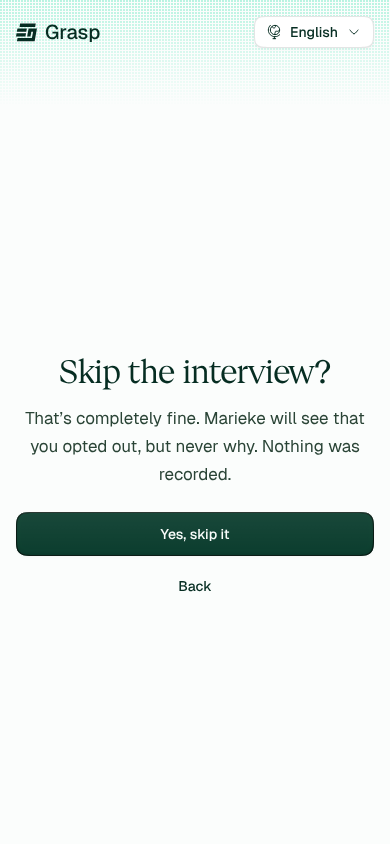 Grasp
English
Skip the interview?
That’s completely fine. Marieke will see that
you opted out, but never why. Nothing was
recorded.
Yes, skip it
Back